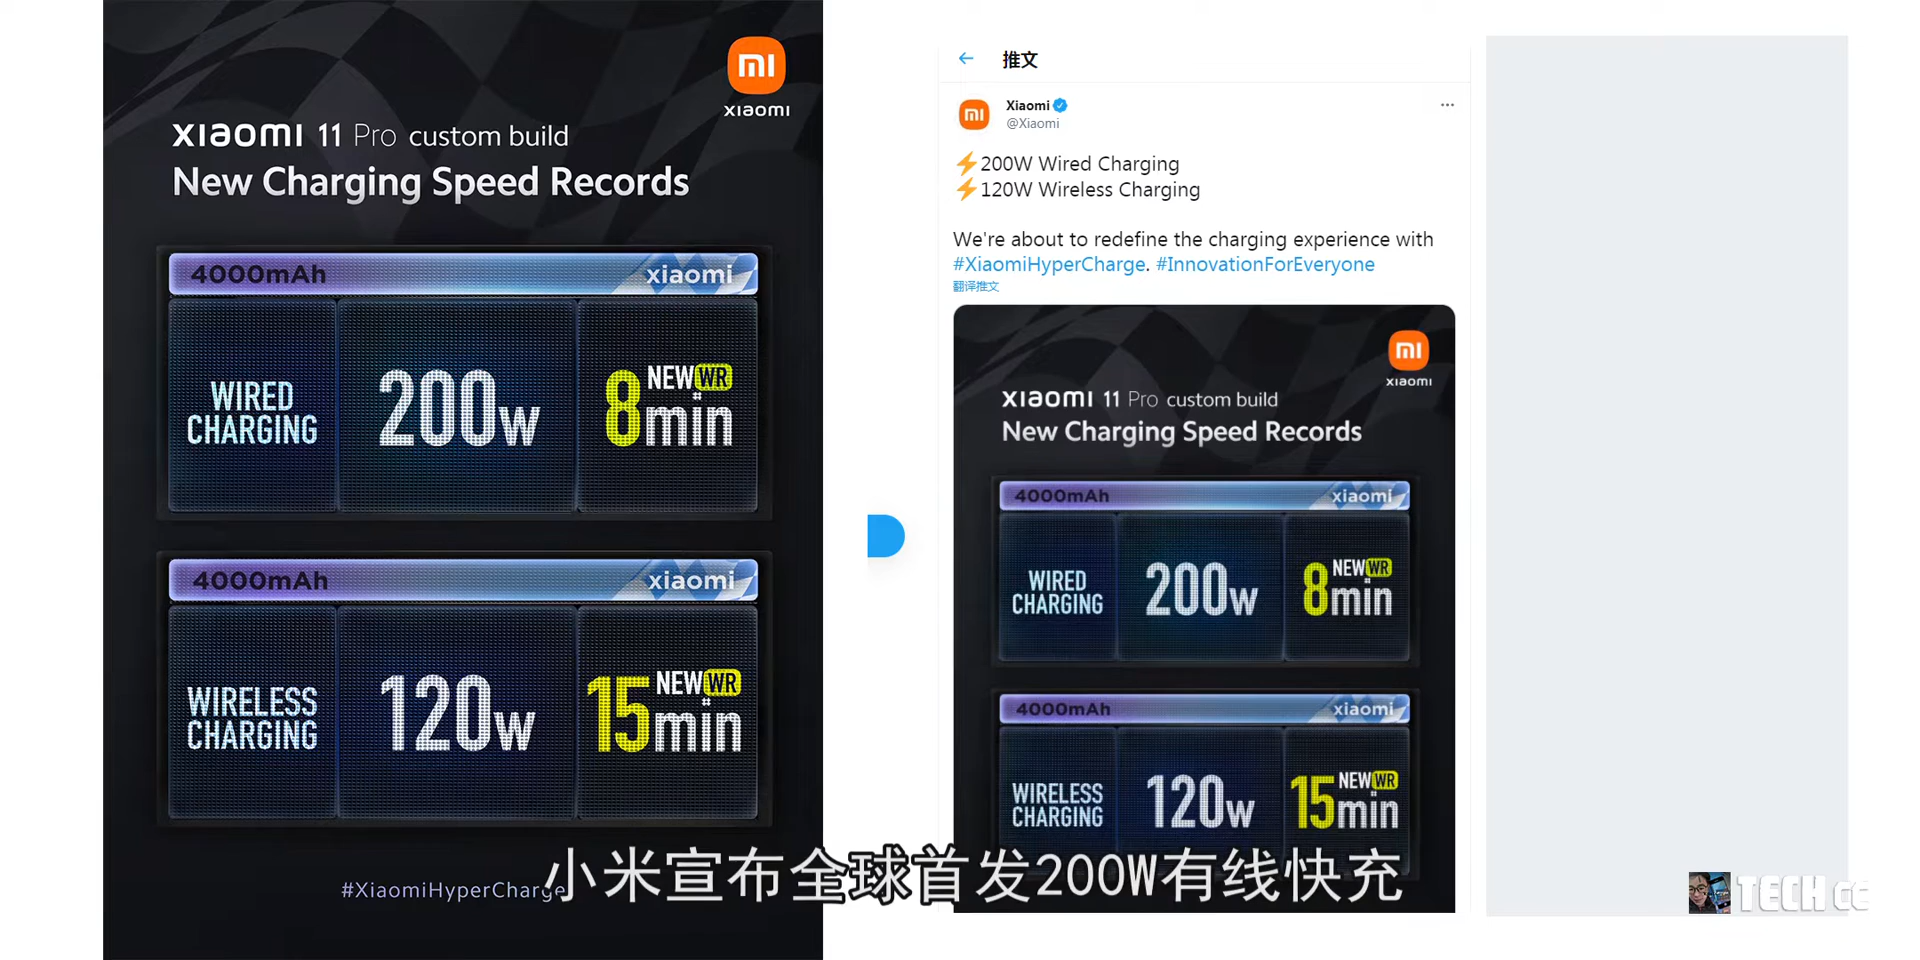 xiaomi
xiaomi 11 Pro custom build
New Charging Speed Records
4000mAh xiaomi
WIRED
CHARGING
200W
8min
NEW WR
4000mAh xiaomi
WIRELESS
CHARGING
120W
15min
NEW WR
#XiaomiHyperCharge
推文
Xiaomi
@Xiaomi
⚡200W Wired Charging
⚡120W Wireless Charging
We're about to redefine the charging experience with
#XiaomiHyperCharge. #InnovationForEveryone
翻译推文
xiaomi
xiaomi 11 Pro custom build
New Charging Speed Records
4000mAh xiaomi
WIRED
CHARGING
200W
8min
NEW WR
4000mAh xiaomi
WIRELESS
CHARGING
120W
15min
NEW WR
小米宣布全球首发200W有线快充
TECH